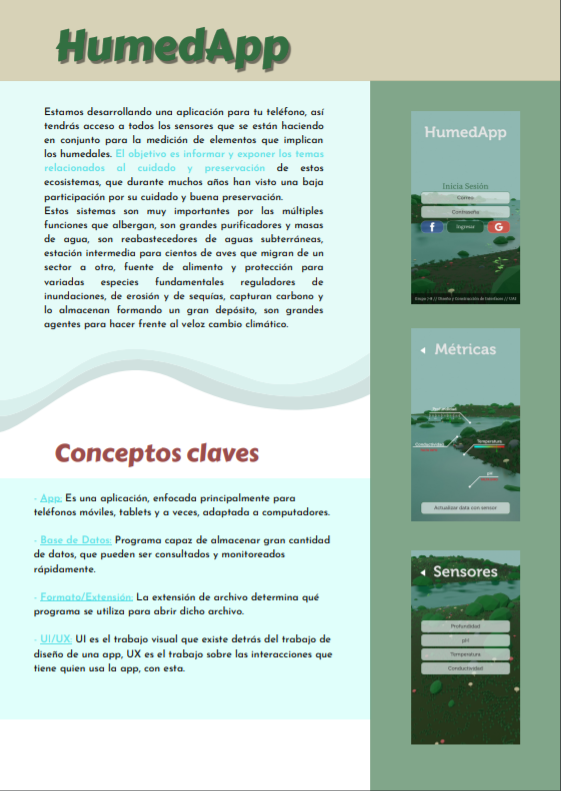 HumedApp
Estamos desarrollando una aplicación para tu teléfono, así
tendrás acceso a todos los sensores que se están haciendo
en conjunto para la medición de elementos que implican
los humedales. El objetivo es informar y exponer los temas
relacionados al cuidado y preservación de estos
ecosistemas, que durante muchos años han visto una baja
participación por su cuidado y buena preservación.
Estos sistemas son muy importantes por las múltiples
funciones que albergan, son grandes purificadores y masas
de agua, son reabastecedores de aguas subterráneas,
estación intermedia para cientos de aves que migran de un
sector a otro, fuente de alimento y protección para
variadas especies fundamentales reguladores de
inundaciones, de erosión y de sequías, capturan carbono y
lo almacenan formando un gran depósito, son grandes
agentes para hacer frente al veloz cambio climático.
Conceptos claves
- App: Es una aplicación, enfocada principalmente para
teléfonos móviles, tablets y a veces, adaptada a computadores.
- Base de Datos: Programa capaz de almacenar gran cantidad
de datos, que pueden ser consultados y monitoreados
rápidamente.
- Formato/Extensión: La extensión de archivo determina qué
programa se utiliza para abrir dicho archivo.
- UI/UX: UI es el trabajo visual que existe detrás del trabajo de
diseño de una app, UX es el trabajo sobre las interacciones que
tiene quien usa la app, con esta.
HumedApp
Inicia Sesión
Correo
Contraseña
f Ingresa G
Grupo 14 // Diseño y Construcción de Interfaces // UAI
Métricas
Profundidad
Conductividad
Temperatura
pH
Actualizar data con sensor
Sensores
Profundidad
pH
Temperatura
Conductividad